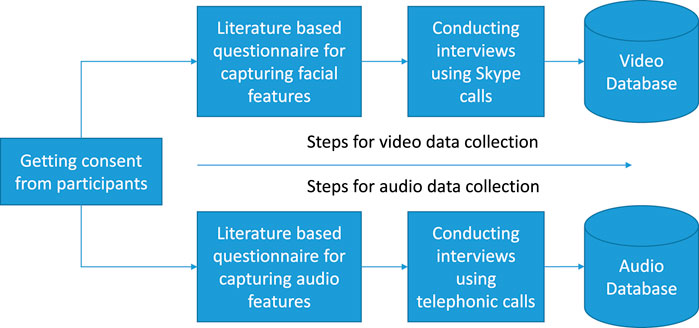 Literature based
questionnaire for
capturing facial
features
Conducting
interviews
using Skype
calls
Video
Database
Getting consent
from participants
Steps for video data collection
Steps for audio data collection
Literature based
questionnaire for
capturing audio
features
Conducting
interviews
using
telephonic calls
Audio
Database